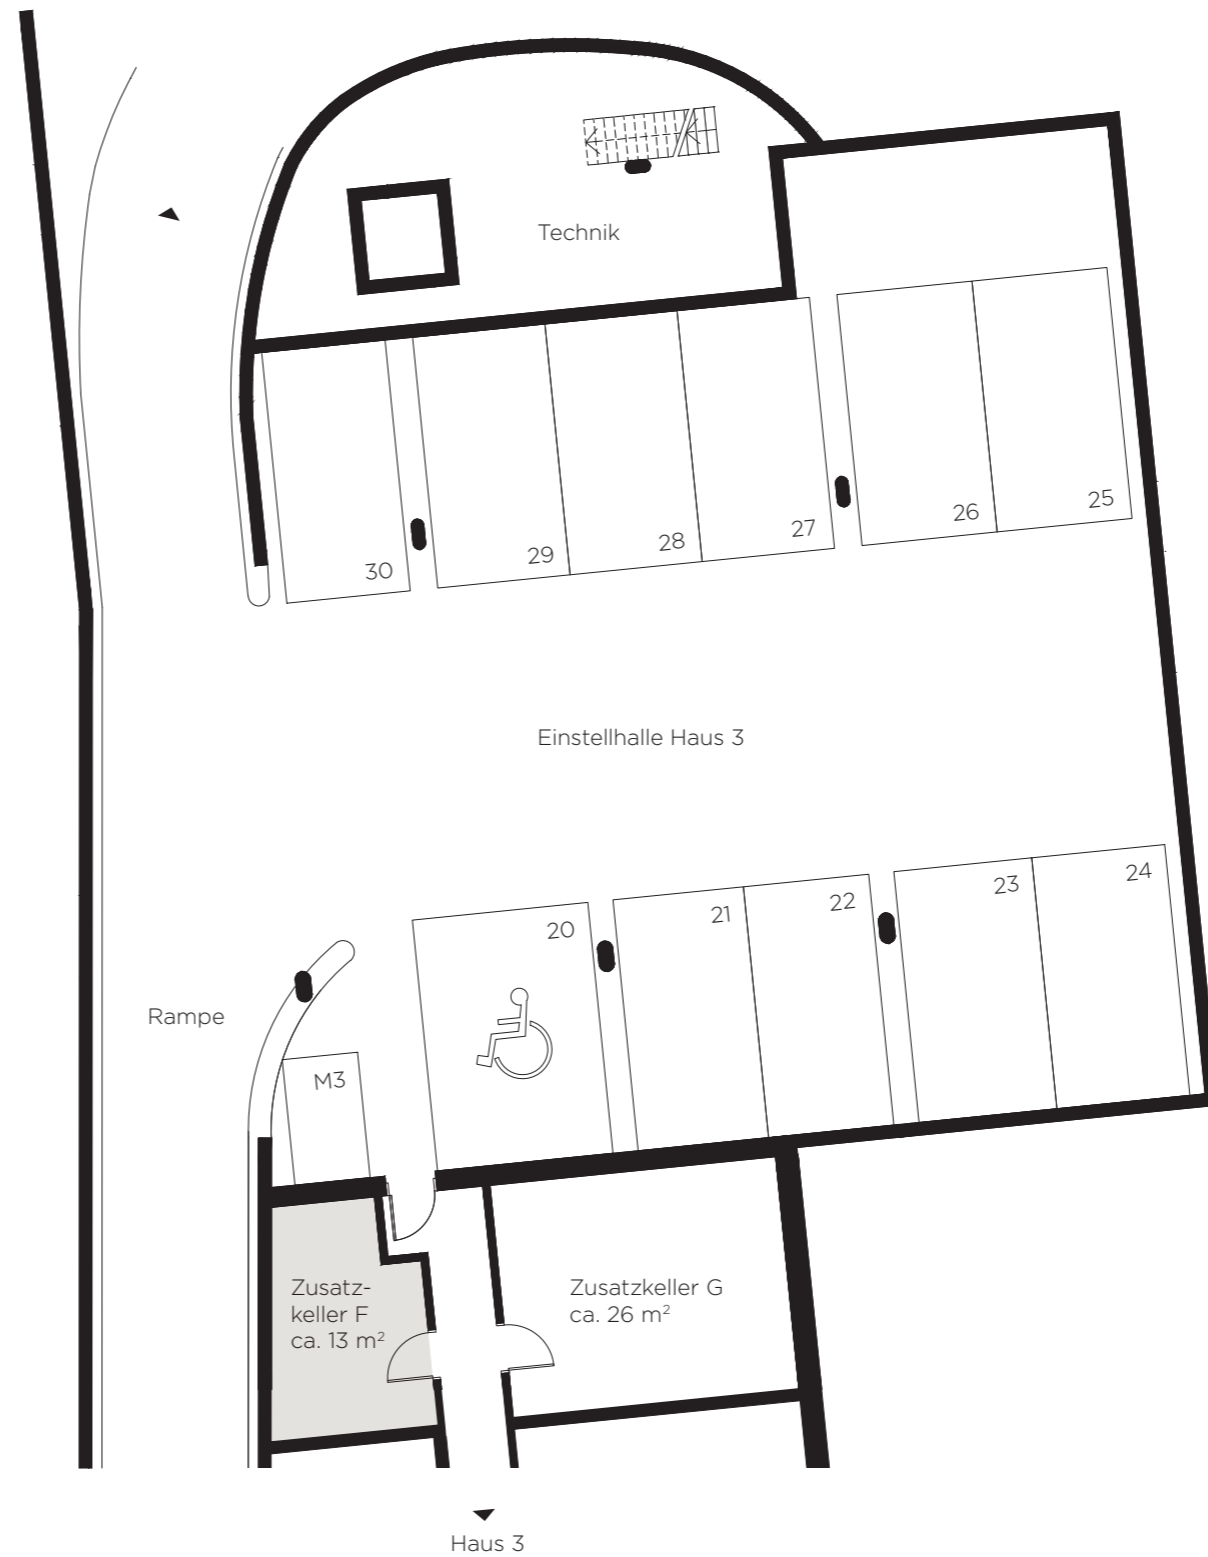 Technik
26
25
30
29
28
27
Einstellhalle Haus 3
20
21
22
23
24
Rampe
M3
Zusatz-
keller F
ca. 13 m²
Zusatzkeller G
ca. 26 m²
Haus 3